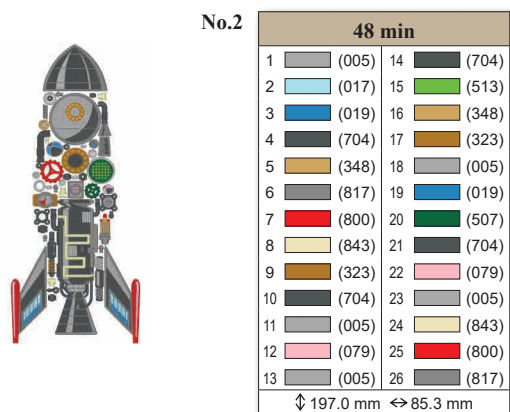 No.2
48 min
1 (005) 14 (704)
2 (017) 15 (513)
3 (019) 16 (348)
4 (704) 17 (323)
5 (348) 18 (005)
6 (817) 19 (019)
7 (800) 20 (507)
8 (843) 21 (704)
9 (323) 22 (079)
10 (704) 23 (005)
11 (005) 24 (843)
12 (079) 25 (800)
13 (005) 26 (817)
↕ 197.0 mm ↔ 85.3 mm